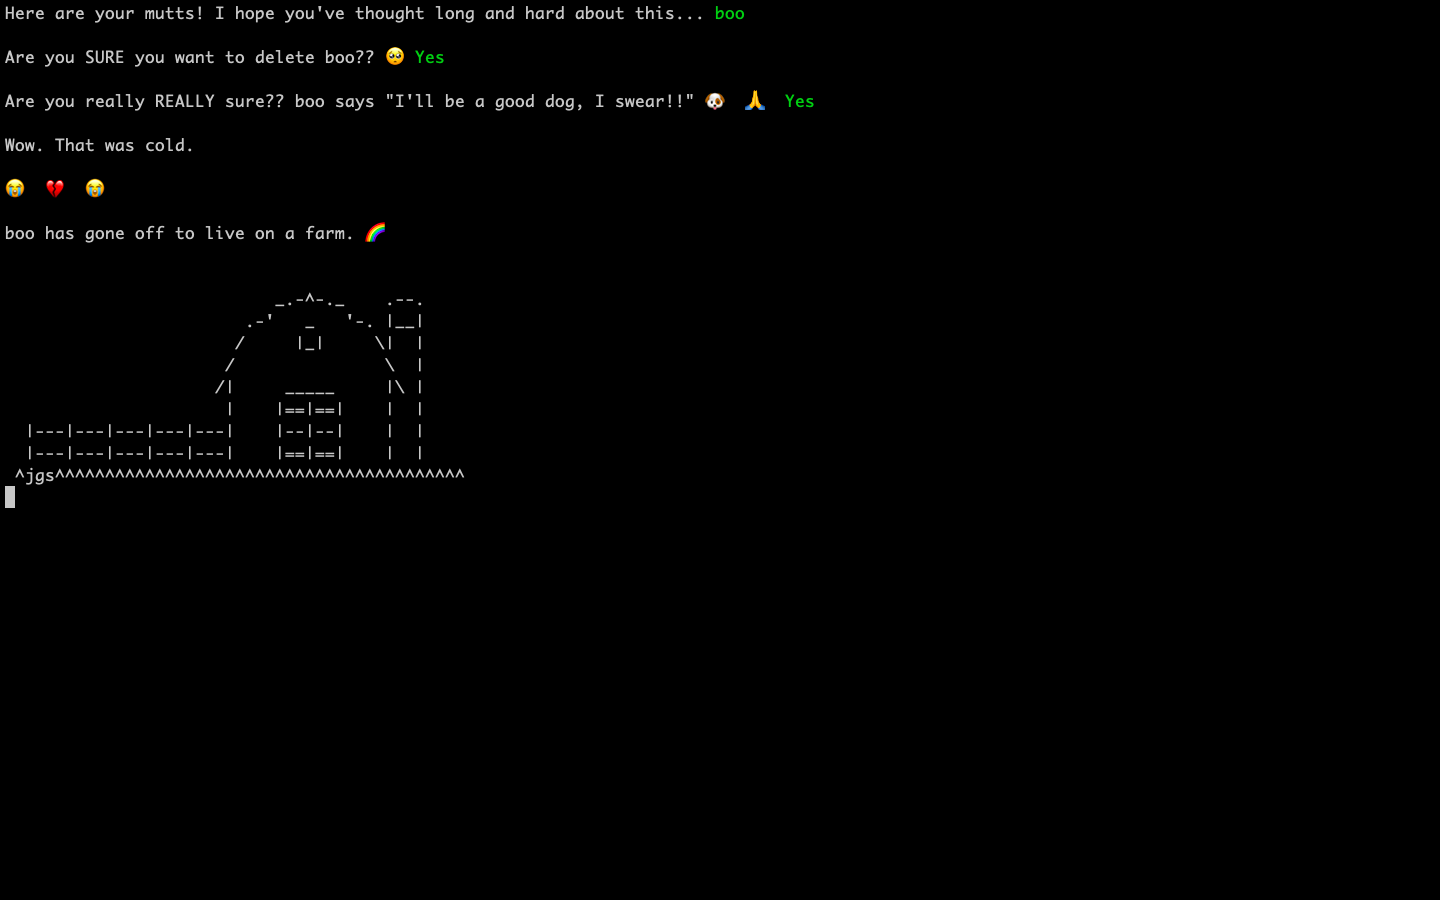 Here are your mutts! I hope you've thought long and hard about this... boo
Are you SURE you want to delete boo?? 🥺 Yes
Are you really REALLY sure?? boo says "I'll be a good dog, I swear!!" 🐶 🙏 Yes
Wow. That was cold.
😭 💔 😭
boo has gone off to live on a farm. 🌈
^jgs^^^^^^^^^^^^^^^^^^^^^^^^^^^^^^^^^^^^^^^^^